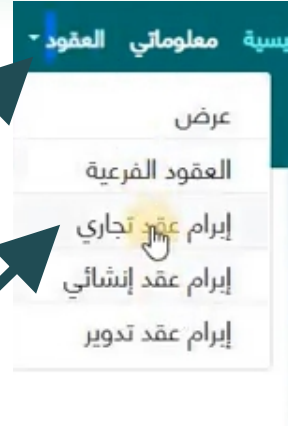 يسية معلوماتي العقود
عرض
العقود الفرعية
إبرام عقد تجاري
إبرام عقد إنشائي
إبرام عقد تدوير